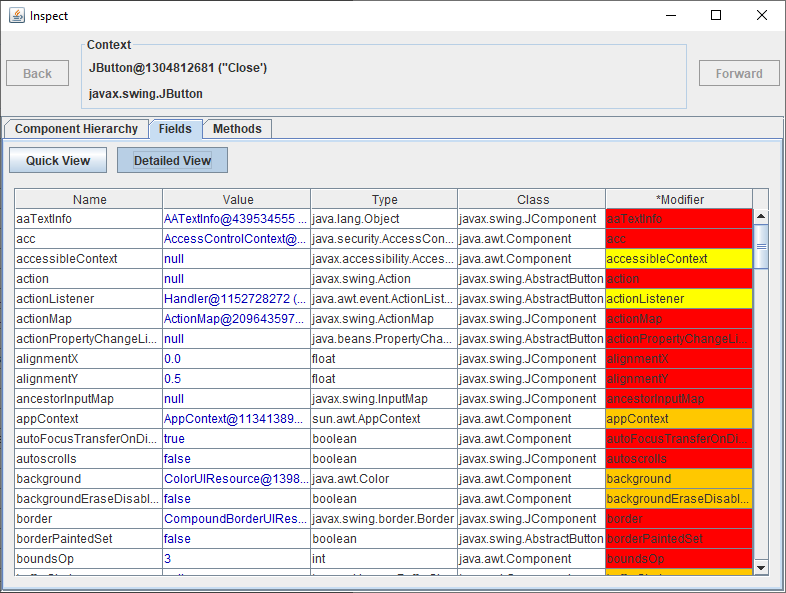 Inspect
Context
Back
JButton@1304812681 ("Close')
javax.swing.JButton
Forward
Component Hierarchy Fields Methods
Quick View Detailed View
Name Value Type Class *Modifier
aaTextInfo AATextInfo@439534555 ... java.lang.Object javax.swing.JComponent aaTextInfo
acc AccessControlContext@... java.security.AccessCon... java.awt.Component acc
accessibleContext null javax.accessibility.Acces... java.awt.Component accessibleContext
action null javax.swing.Action javax.swing.AbstractButton action
actionListener Handler@1152728272 (... java.awt.event.ActionList... javax.swing.AbstractButton actionListener
actionMap ActionMap@209643597... javax.swing.ActionMap javax.swing.JComponent actionMap
actionPropertyChangeLi... null java.beans.PropertyCha... javax.swing.AbstractButton actionPropertyChangeLi...
alignmentX 0.0 float javax.swing.JComponent alignmentX
alignmentY 0.5 float javax.swing.JComponent alignmentY
ancestorInputMap null javax.swing.InputMap javax.swing.JComponent ancestorInputMap
appContext AppContext@11341389... sun.awt.AppContext java.awt.Component appContext
autoFocusTransferOnDi... true boolean java.awt.Component autoFocusTransferOnDi...
autoscrolls false boolean javax.swing.JComponent autoscrolls
background ColorUIResource@1398... java.awt.Color java.awt.Component background
backgroundEraseDisabl... false boolean java.awt.Component backgroundEraseDisabl...
border CompoundBorderUIRes... javax.swing.border.Border javax.swing.JComponent border
borderPaintedSet false boolean javax.swing.AbstractButton borderPaintedSet
boundsOp 3 int java.awt.Component boundsOp